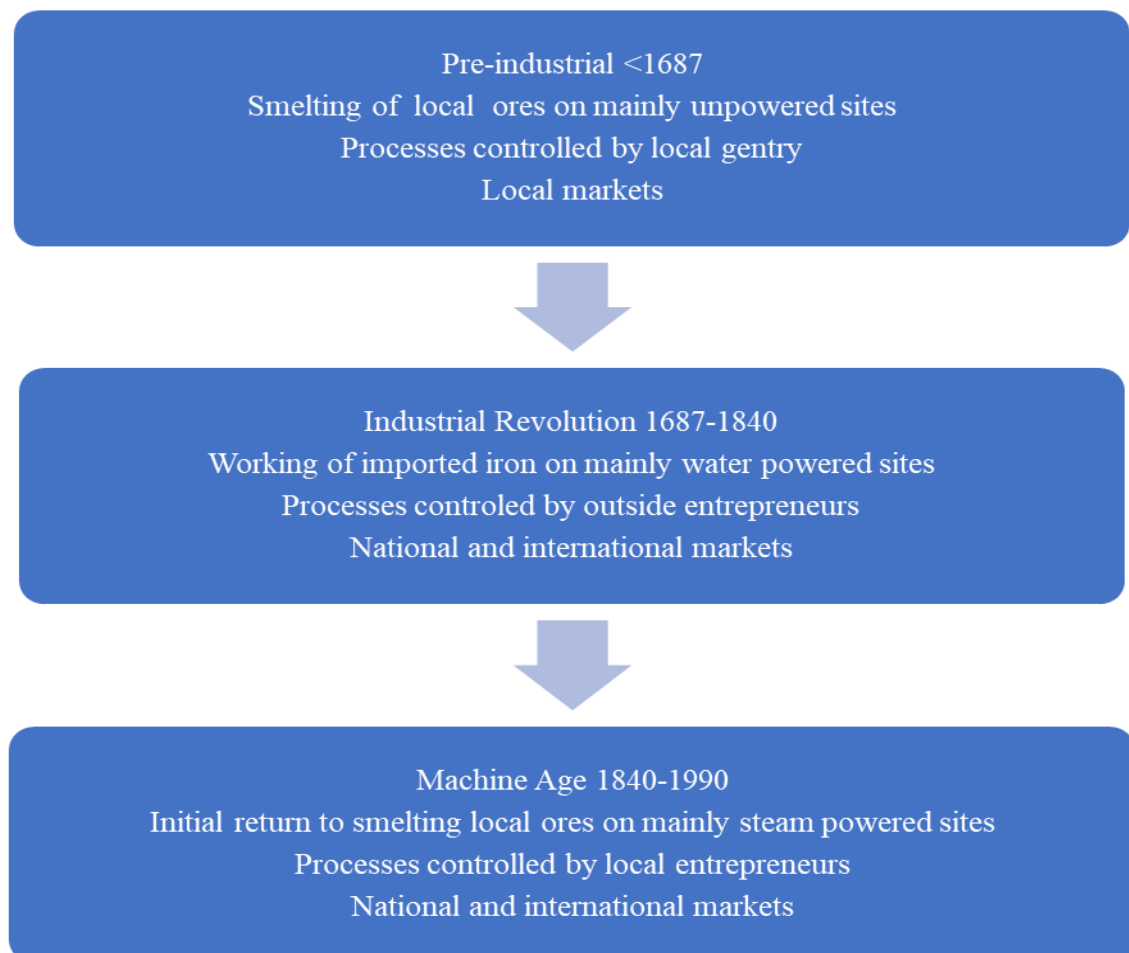 Pre-industrial <1687
Smelting of local ores on mainly unpowered sites
Processes controlled by local gentry
Local markets
Industrial Revolution 1687-1840
Working of imported iron on mainly water powered sites
Processes controled by outside entrepreneurs
National and international markets
Machine Age 1840-1990
Initial return to smelting local ores on mainly steam powered sites
Processes controlled by local entrepreneurs
National and international markets